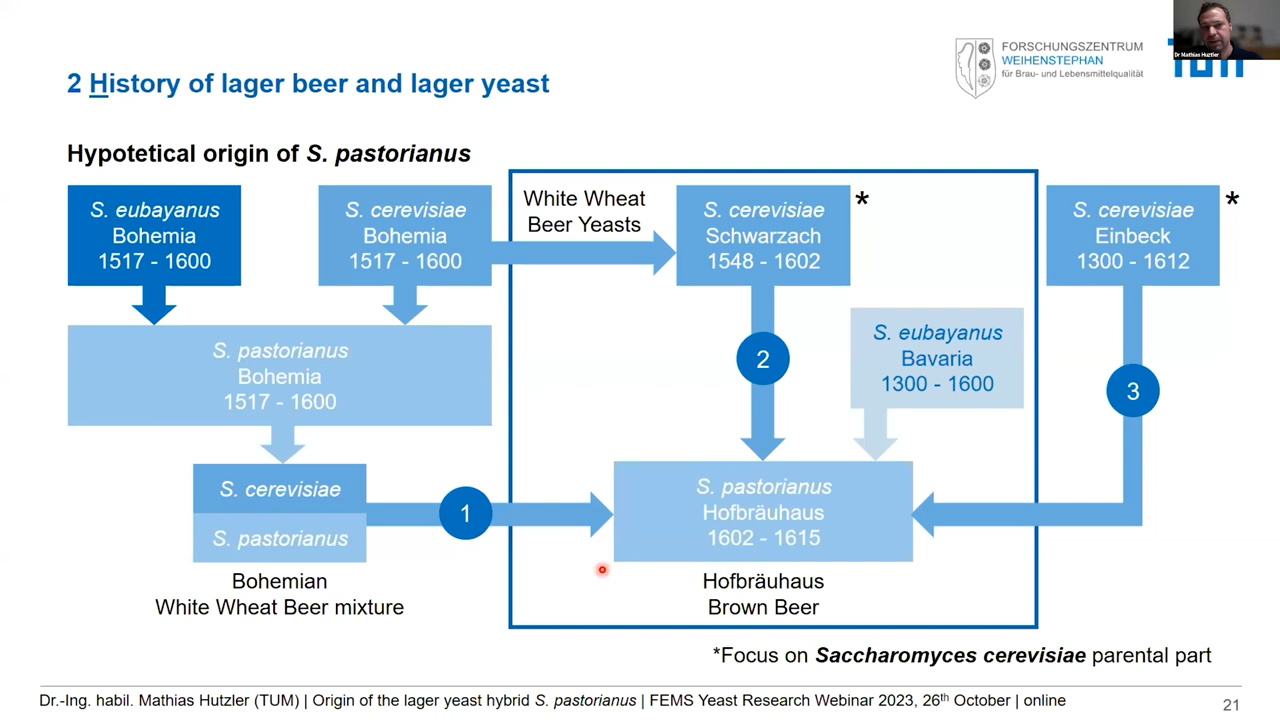 Dr Mathias Hutzler
FORSCHUNGSZENTRUM
WEIHENSTEPHAN
für Brau- und Lebensmittelqualität
TUM
2 History of lager beer and lager yeast
Hypotetical origin of S. pastorianus
S. eubayanus
Bohemia
1517 - 1600
S. cerevisiae
Bohemia
1517 - 1600
White Wheat
Beer Yeasts
S. cerevisiae
Schwarzach
1548 - 1602
*
S. cerevisiae
Einbeck
1300 - 1612
*
S. pastorianus
Bohemia
1517 - 1600
2
S. eubayanus
Bavaria
1300 - 1600
3
S. cerevisiae
S. pastorianus
1
S. pastorianus
Hofbräuhaus
1602 - 1615
Bohemian
White Wheat Beer mixture
Hofbräuhaus
Brown Beer
*Focus on Saccharomyces cerevisiae parental part
Dr.-Ing. habil. Mathias Hutzler (TUM) | Origin of the lager yeast hybrid S. pastorianus | FEMS Yeast Research Webinar 2023, 26th October | online
21